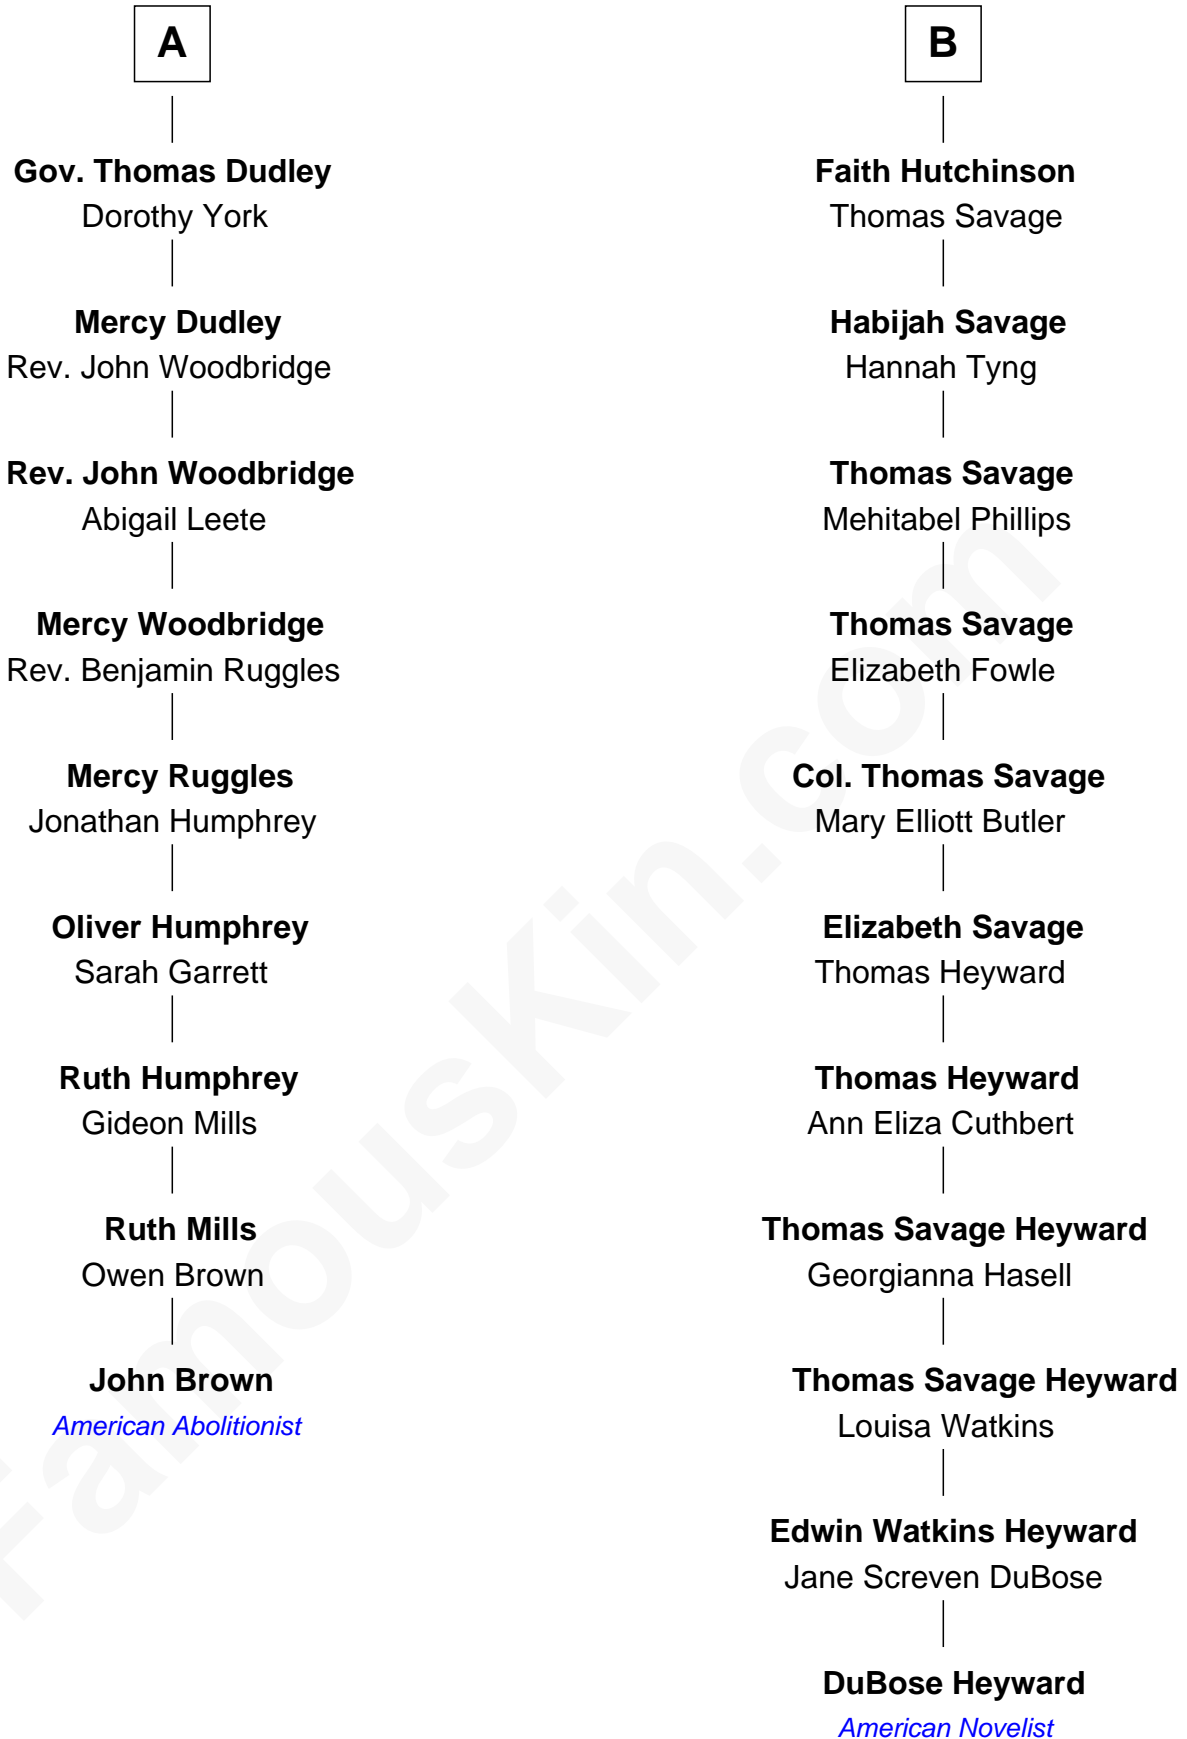 A
Gov. Thomas Dudley
Dorothy York
Mercy Dudley
Rev. John Woodbridge
Rev. John Woodbridge
Abigail Leete
Mercy Woodbridge
Rev. Benjamin Ruggles
Mercy Ruggles
Jonathan Humphrey
Oliver Humphrey
Sarah Garrett
Ruth Humphrey
Gideon Mills
Ruth Mills
Owen Brown
John Brown
American Abolitionist
B
Faith Hutchinson
Thomas Savage
Habijah Savage
Hannah Tyng
Thomas Savage
Mehitabel Phillips
Thomas Savage
Elizabeth Fowle
Col. Thomas Savage
Mary Elliott Butler
Elizabeth Savage
Thomas Heyward
Thomas Heyward
Ann Eliza Cuthbert
Thomas Savage Heyward
Georgianna Hasell
Thomas Savage Heyward
Louisa Watkins
Edwin Watkins Heyward
Jane Screven DuBose
DuBose Heyward
American Novelist
FamousKin.com